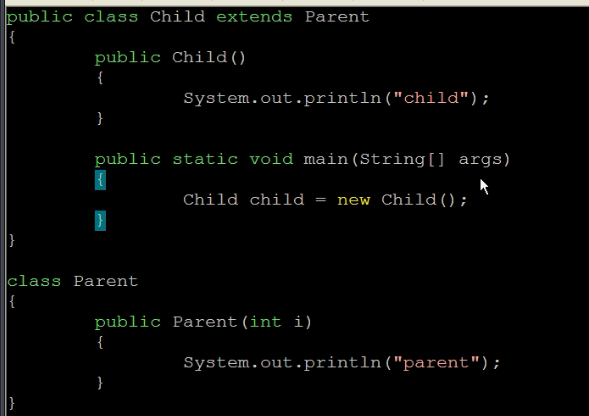 public class Child extends Parent
{
public Child()
{
System.out.println("child");
}
public static void main(String[] args)
{
Child child = new Child();
}
}
class Parent
{
public Parent(int i)
{
System.out.println("parent");
}
}